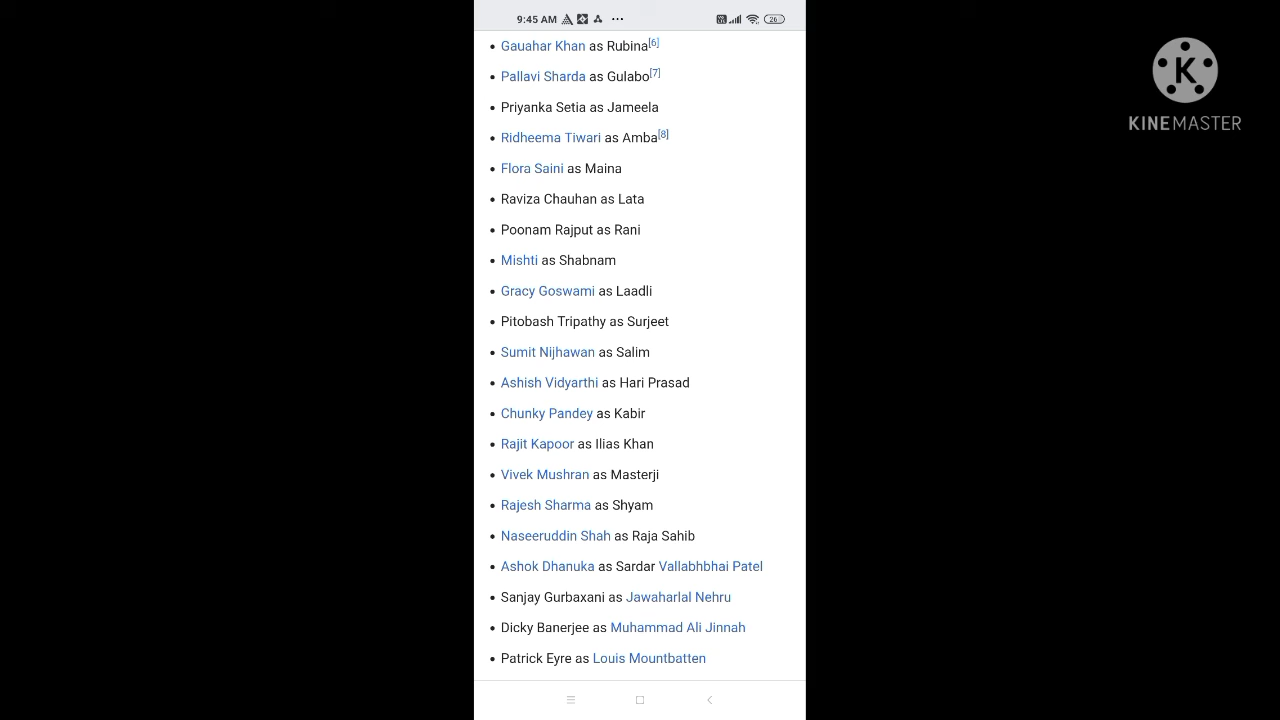 9:45 AM ... 26
Gauahar Khan as Rubina[6]
Pallavi Sharda as Gulabo[7]
Priyanka Setia as Jameela
Ridheema Tiwari as Amba[8]
Flora Saini as Maina
Raviza Chauhan as Lata
Poonam Rajput as Rani
Mishti as Shabnam
Gracy Goswami as Laadli
Pitobash Tripathy as Surjeet
Sumit Nijhawan as Salim
Ashish Vidyarthi as Hari Prasad
Chunky Pandey as Kabir
Rajit Kapoor as Ilias Khan
Vivek Mushran as Masterji
Rajesh Sharma as Shyam
Naseeruddin Shah as Raja Sahib
Ashok Dhanuka as Sardar Vallabhbhai Patel
Sanjay Gurbaxani as Jawaharlal Nehru
Dicky Banerjee as Muhammad Ali Jinnah
Patrick Eyre as Louis Mountbatten
K
KINEMASTER